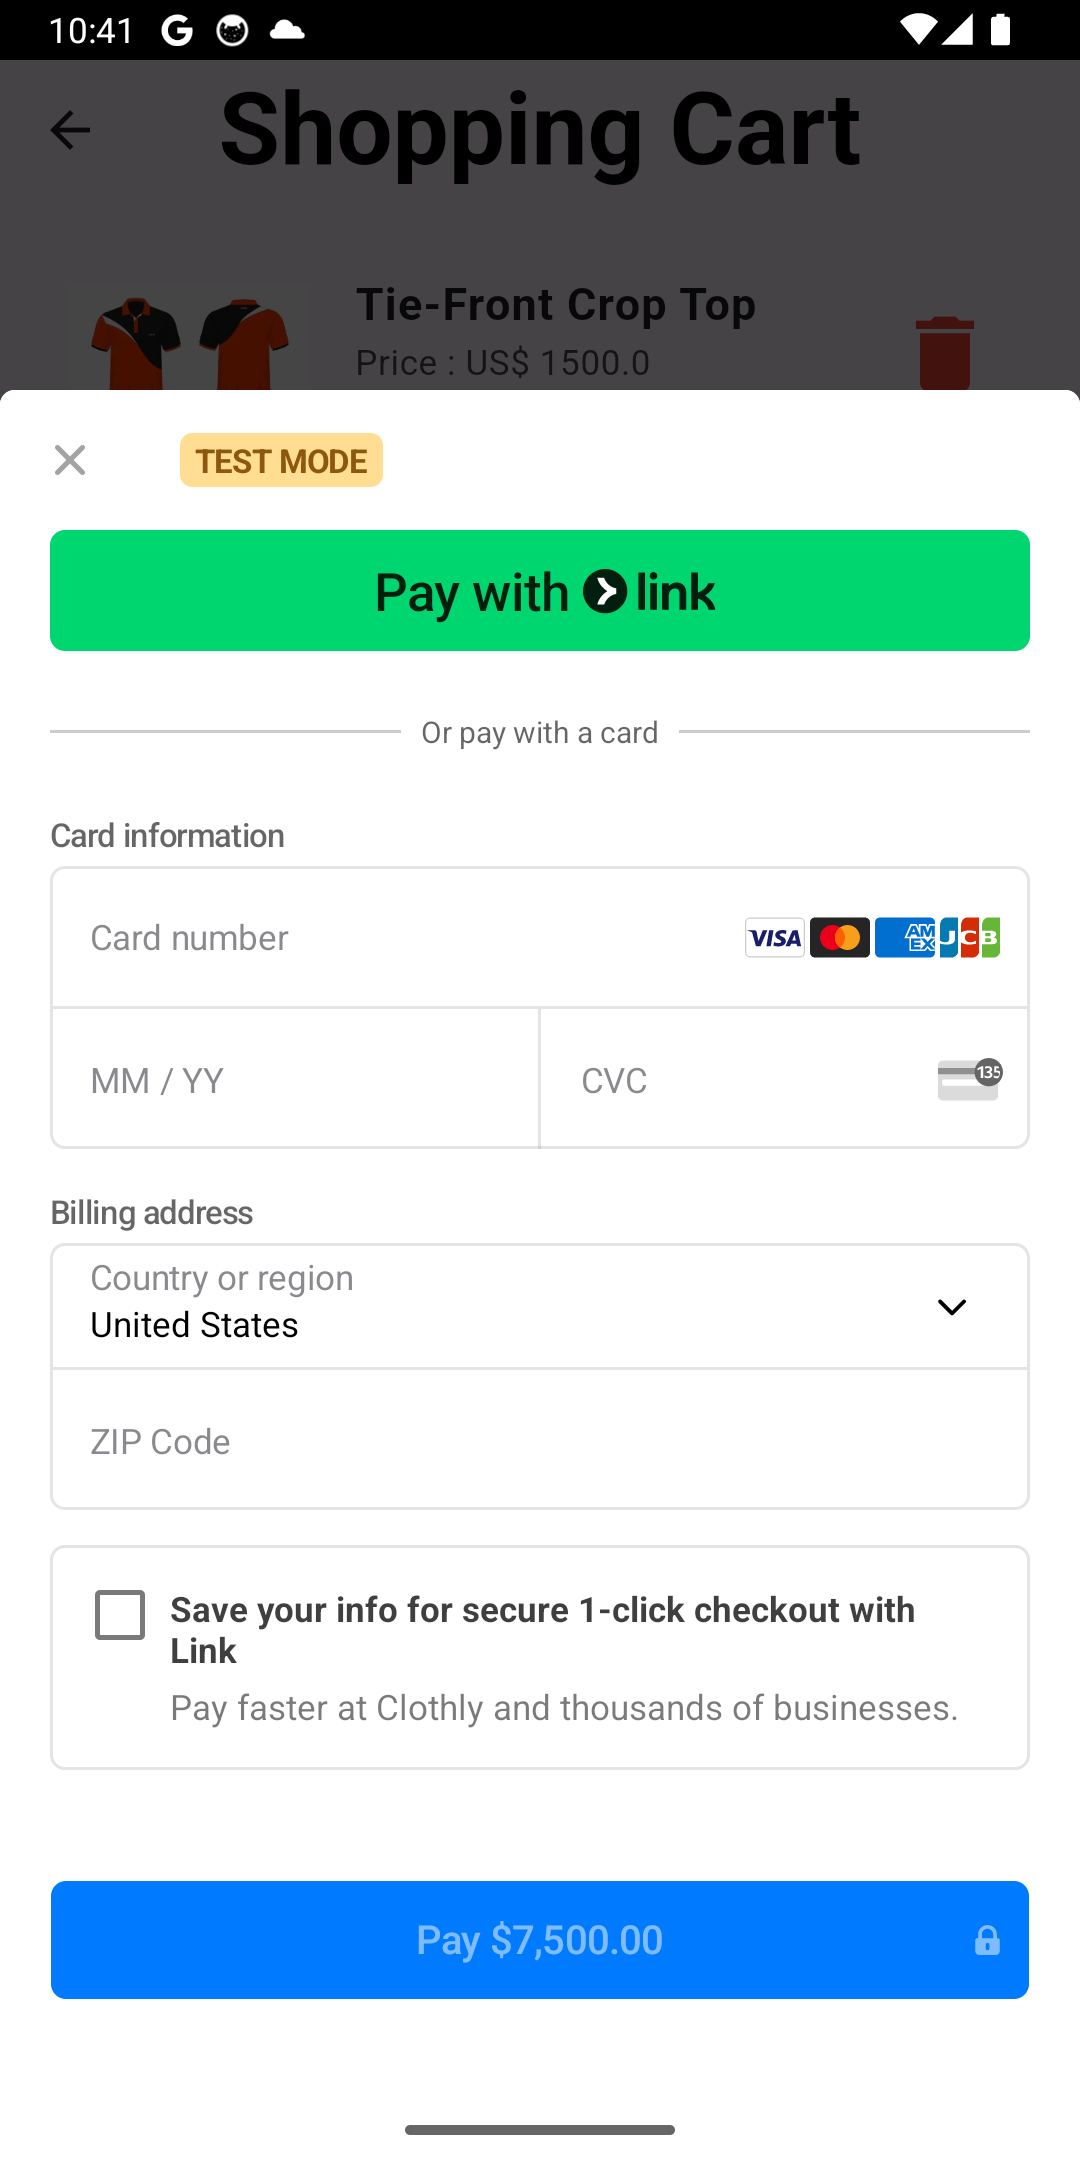 10:41
Shopping Cart
Tie-Front Crop Top
Price : US$ 1500.0
TEST MODE
Pay with link
Or pay with a card
Card information
Card number VISA AM EX JCB
MM / YY CVC 135
Billing address
Country or region
United States
ZIP Code
Save your info for secure 1-click checkout with
Link
Pay faster at Clothly and thousands of businesses.
Pay $7,500.00